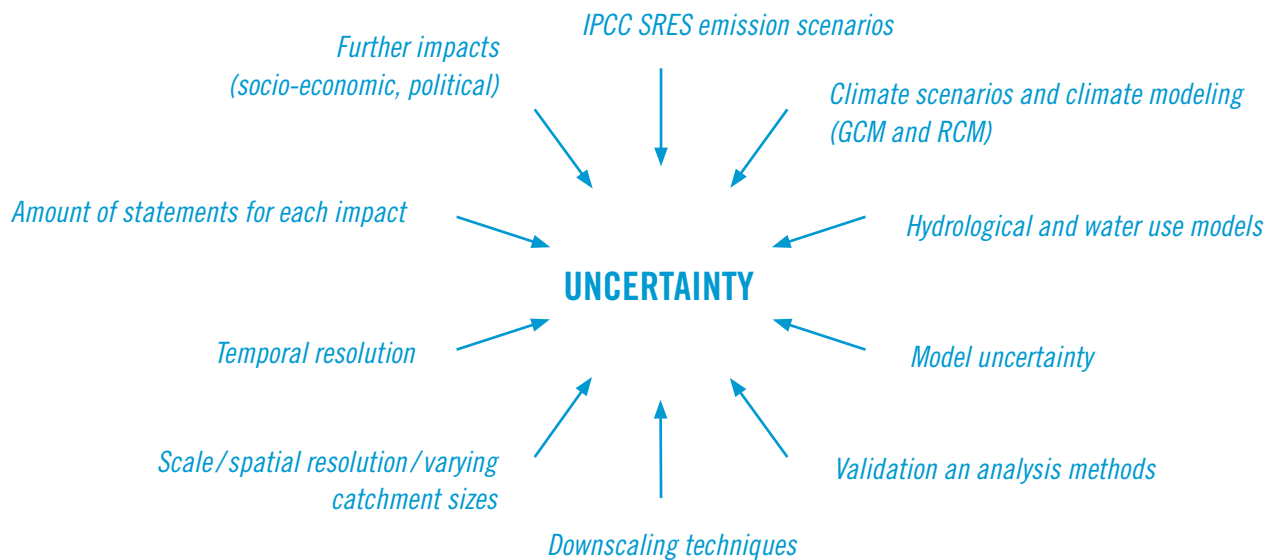 IPCC SRES emission scenarios
Further impacts
(socio-economic, political)
Climate scenarios and climate modeling
(GCM and RCM)
Amount of statements for each impact
Hydrological and water use models
UNCERTAINTY
Temporal resolution
Model uncertainty
Scale/spatial resolution/varying
catchment sizes
Validation an analysis methods
Downscaling techniques